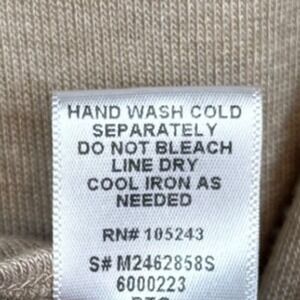 HAND WASH COLD
SEPARATELY
DO NOT BLEACH
LINE DRY
COOL IRON AS
NEEDED
RN# 105243
S# M2462858S
6000223